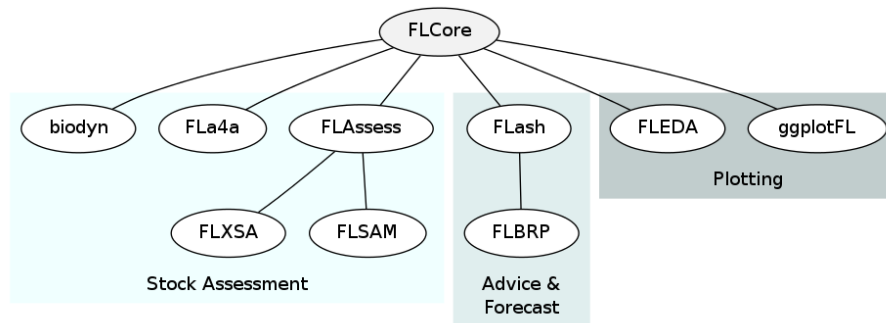 FLCore
biodyn
FLa4a
FLAssess
FLash
FLEDA
ggplotFL
Plotting
FLXSA
FLSAM
FLBRP
Stock Assessment
Advice &
Forecast